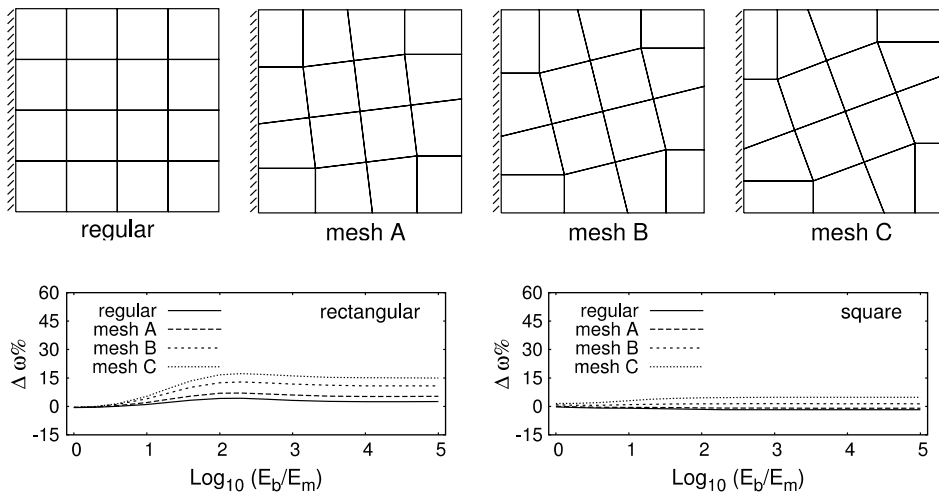 regular
mesh A
mesh B
mesh C
60
45
30
15
0
-15
Δ ω%
regular
mesh A
mesh B
mesh C
rectangular
0 1 2 3 4 5
Log10 (Eb/Em)
60
45
30
15
0
-15
Δ ω%
regular
mesh A
mesh B
mesh C
square
0 1 2 3 4 5
Log10 (Eb/Em)